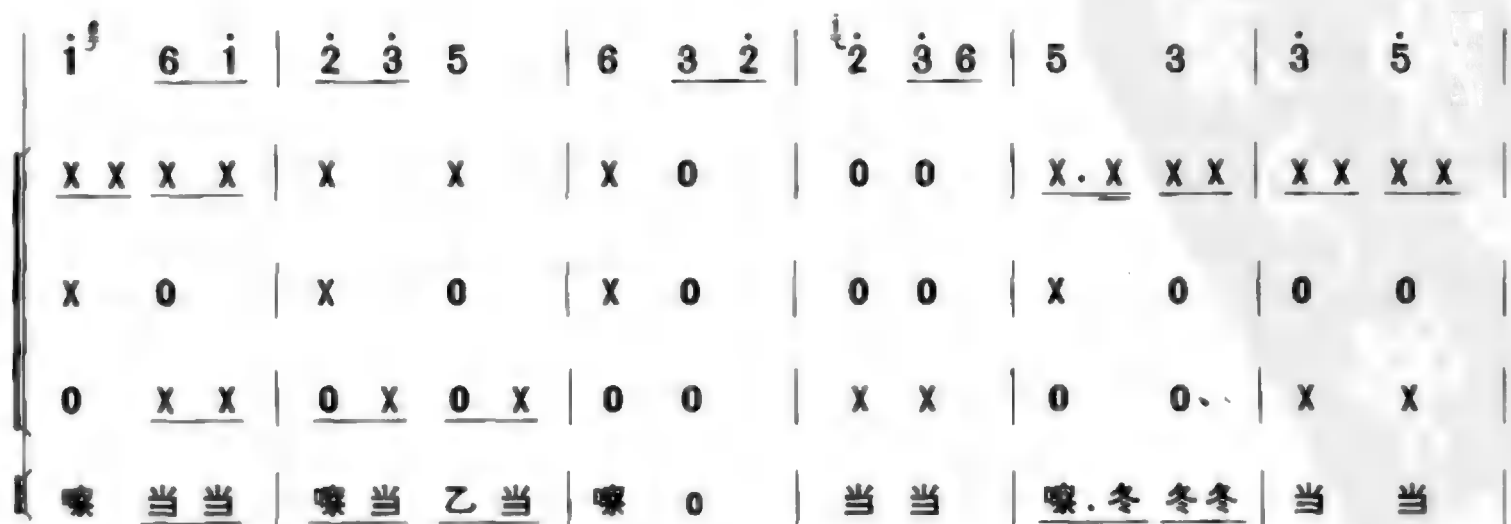 | i̇ 6 i̇ | 2̇ 3̇ 5 | 6 3 2̇ | i̇ 2̇ 3̇ 6 | 5 3 | 3̇ 5̇ |
X X X X | X X | X 0 | 0 0 | X. X X X | X X X X |
X 0 | X 0 | X 0 | 0 0 | X 0 | 0 0 |
0 X X | 0 X 0 X | 0 0 | X X | 0 0 | X X |
嚓 当 当 | 嚓 当 乙 当 | 嚓 0 | 当 当 | 嚓. 冬 冬 冬 | 当 当 |